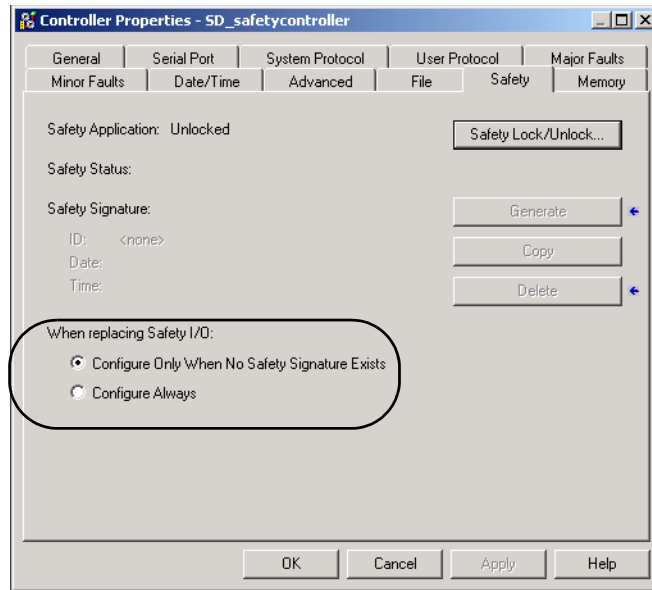 Controller Properties - SD_safetycontroller
General Serial Port System Protocol User Protocol Major Faults
Minor Faults Date/Time Advanced File Safety Memory
Safety Application: Unlocked
Safety Lock/Unlock...
Safety Status:
Safety Signature:
Generate
ID: <none>
Copy
Date:
Time:
Delete
When replacing Safety I/O:
Configure Only When No Safety Signature Exists
Configure Always
OK Cancel Apply Help